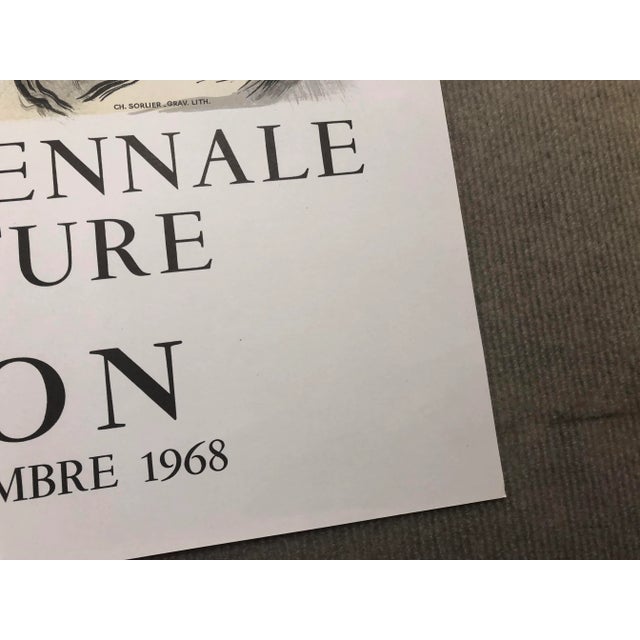 CH. SORLIER - GRAV. LITH.
ENNALE
TURE
ON
MBRE 1968